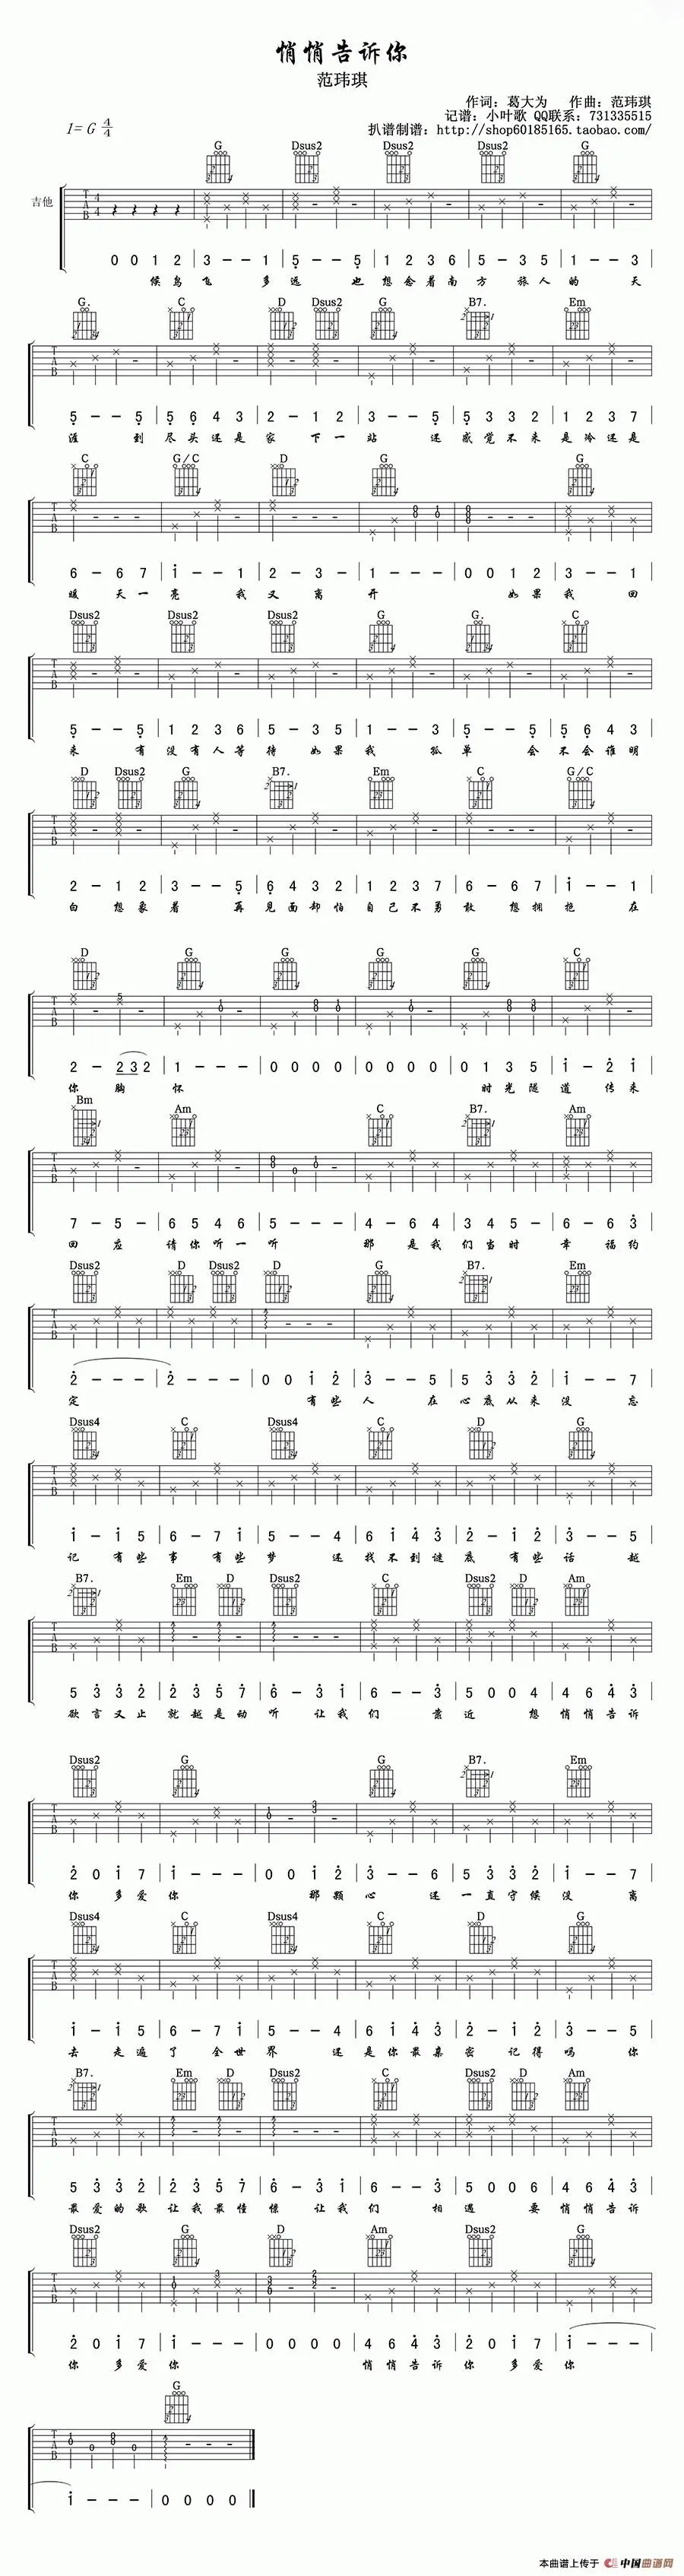 悄悄告诉你
范玮琪
作词：葛大为 作曲：范玮琪
记谱：小叶歌 QQ联系：731335515
1=G 4/4 扒谱制谱：http://shop60185165.taobao.com/
G Dsus2 Dsus2 Dsus2 G
吉他
0 0 1 2 | 3 - - 1 | 5 - - 5 | 1 2 3 6 | 5 - 3 5 | 1 - - 3 |
候鸟飞 多远 也想念着南方 旅人的 天
G. C D Dsus2 G B7. Em
5 - - 5 | 5 6 4 3 | 2 - 1 2 | 3 - - 5 | 5 3 3 2 | 1 2 3 7 |
涯 到尽头还是家 下一站 还感觉不来是冷还是
C G/C D G G
6 - 6 7 | 1 - - 1 | 2 - 3 - | 1 - - - | 0 0 1 2 | 3 - - 1 |
暖 天一亮 我又离开 如果我 回
Dsus2 Dsus2 Dsus2 G G. C
5 - - 5 | 1 2 3 6 | 5 - 3 5 | 1 - - 3 | 5 - - 5 | 5 6 4 3 |
来 有没有人等待 如果我 孤单 会不会谁明
D Dsus2 G B7. Em C G/C
2 - 1 2 | 3 - - 5 | 6 4 3 2 | 1 2 3 7 | 6 - 6 7 | 1 - - 1 |
白 想象着 再见面却怕自己不勇敢 想拥抱 在
D G G G G C
2 - 2 3 2 | 1 - - - | 0 0 0 0 | 0 0 0 0 | 0 1 3 5 | 1 - 2 1 |
你 胸 怀 时光隧道 传来
Bm Am C B7. Am
7 - 5 - | 6 5 4 6 | 5 - - - | 4 - 6 4 | 3 4 5 - | 6 - 6 3 |
回 应 请你听一听 那 是我们当时 幸 福约
Dsus2 D Dsus2 D G B7. Em
2 - - - | 2 - - - | 0 0 1 2 | 3 - - 5 | 5 3 3 2 | 1 - - 7 |
定 有些人 在心底从来没 忘
Dsus4 C Dsus4 C D G
1 - 1 5 | 6 - 7 1 | 5 - - 4 | 6 1 4 3 | 2 - 1 2 | 3 - - 5 |
记 有些事 有些梦 还找不到谜底 有些话 越
B7. Em D Dsus2 C Dsus2 D Am
5 3 3 2 | 2 3 5 7 | 6 - 3 1 | 6 - - 3 | 5 0 0 4 | 4 6 4 3 |
欲言又止就越是动听 让我们 靠近 想悄悄告诉
Dsus2 G G B7. Em
2 0 1 7 | 1 - - - | 0 0 1 2 | 3 - - 6 | 5 3 3 2 | 1 - - 7 |
你 多爱你 那颗心 还一直守候没 离
Dsus4 C Dsus4 C D G
1 - 1 5 | 6 - 7 1 | 5 - - 4 | 6 1 4 3 | 2 - 1 2 | 3 - - 5 |
去 走遍了 全世界 还是你最亲密 记得吗 你
B7. Em D Dsus2 C Dsus2 D Am
5 3 3 2 | 2 3 5 7 | 6 - 3 1 | 6 - - 3 | 5 0 0 6 | 4 6 4 3 |
最爱的歌让我最憧憬 让我们 相遇 要悄悄告诉
Dsus2 G D Am Dsus2 G
2 0 1 7 | 1 - - - | 0 0 0 0 | 4 6 4 3 | 2 0 1 7 | 1 - - - |
你 多爱你 悄悄告诉你 多爱你
G
1 - - - | 0 0 0 0 ||
本曲谱上传于 中国曲谱网